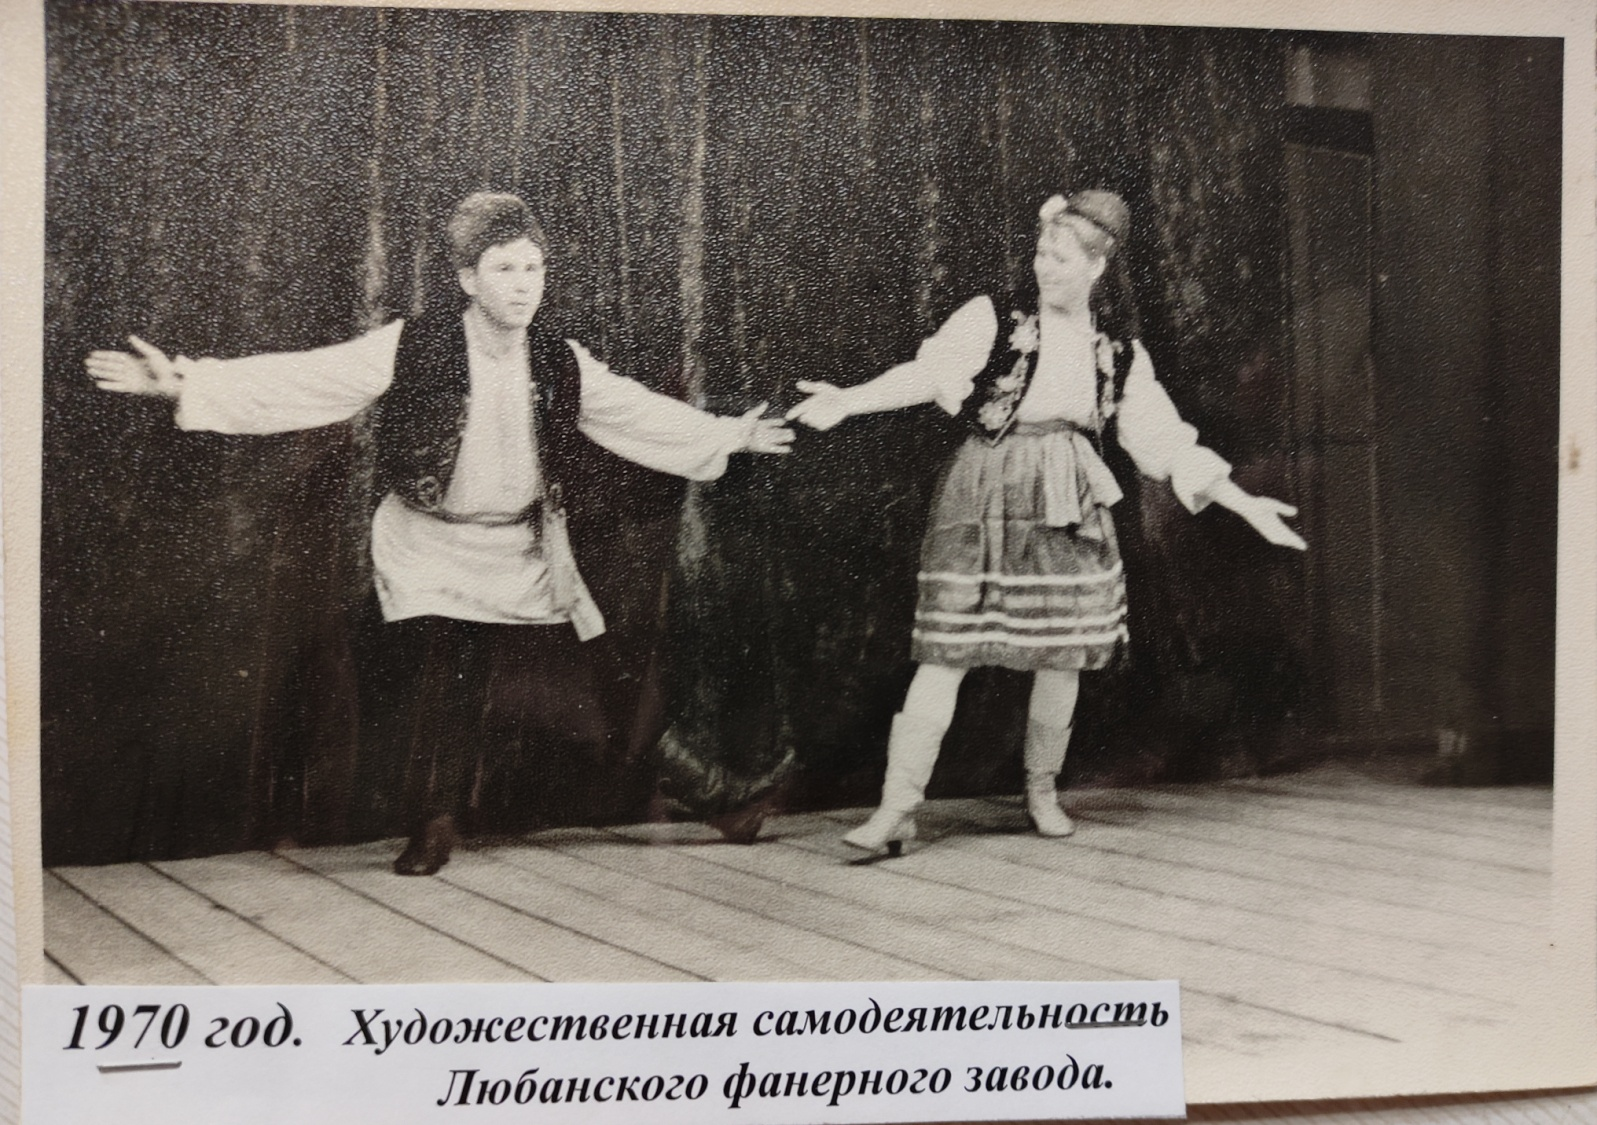 1970 год. Художественная самодеятельность
Любанского фанерного завода.